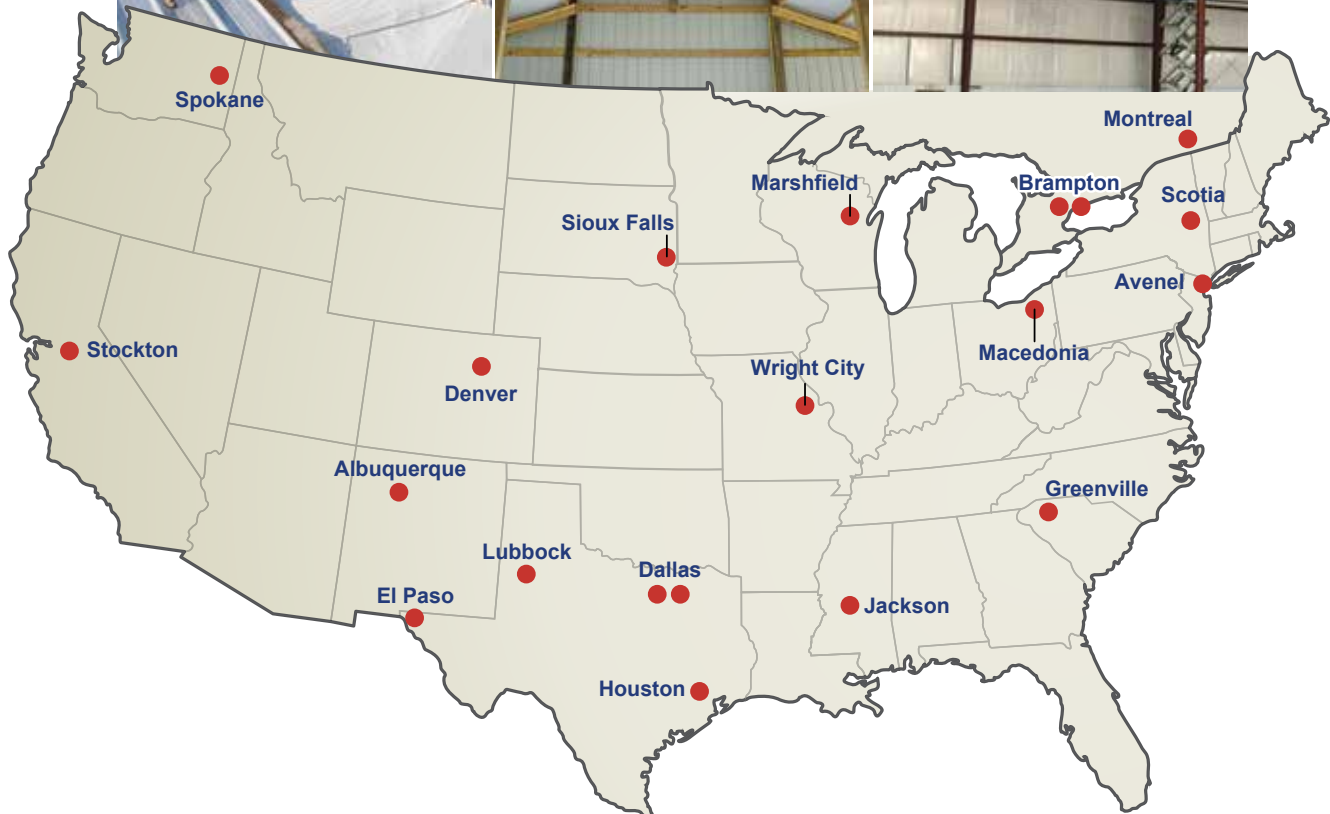 Spokane
Montreal
Marshfield
Brampton
Scotia
Sioux Falls
Avenel
Stockton
Macedonia
Wright City
Denver
Albuquerque
Greenville
Lubbock
Dallas
El Paso
Jackson
Houston